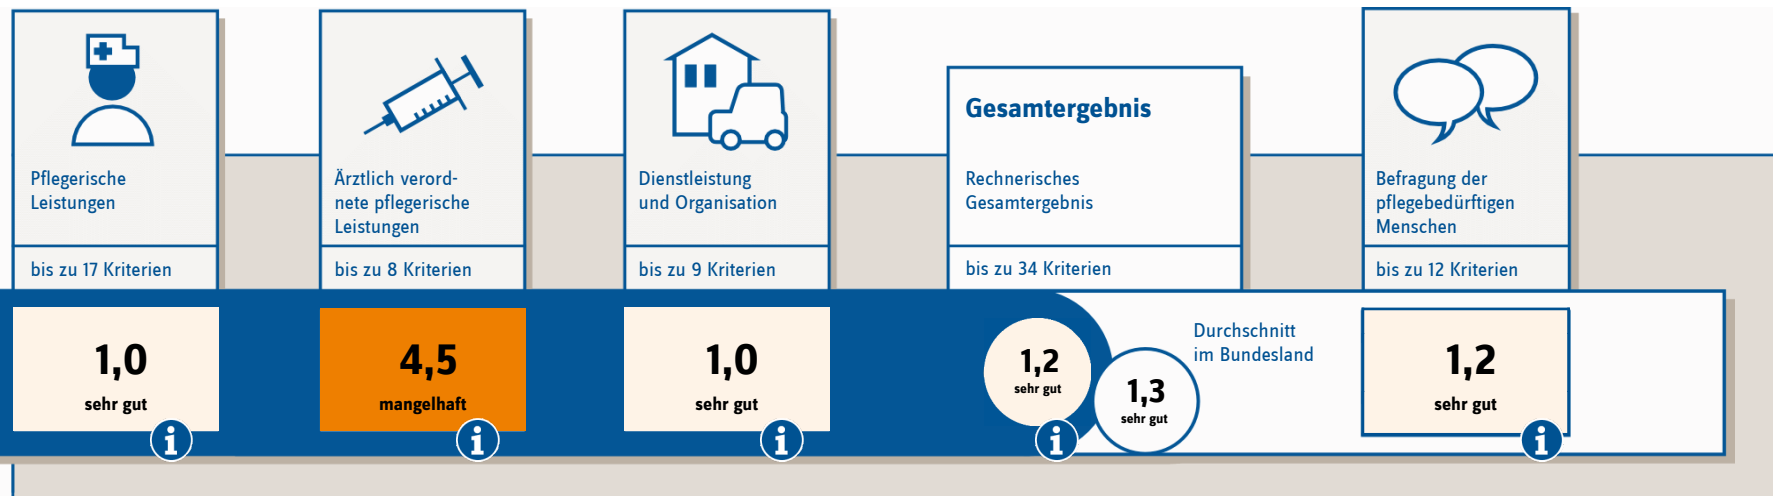 Pflegerische
Leistungen
bis zu 17 Kriterien
1,0
sehr gut
i
Ärztlich verord-
nete pflegerische
Leistungen
bis zu 8 Kriterien
4,5
mangelhaft
i
Dienstleistung
und Organisation
bis zu 9 Kriterien
1,0
sehr gut
i
Gesamtergebnis
Rechnerisches
Gesamtergebnis
bis zu 34 Kriterien
1,2
sehr gut
i
1,3
sehr gut
Durchschnitt
im Bundesland
Befragung der
pflegebedürftigen
Menschen
bis zu 12 Kriterien
1,2
sehr gut
i